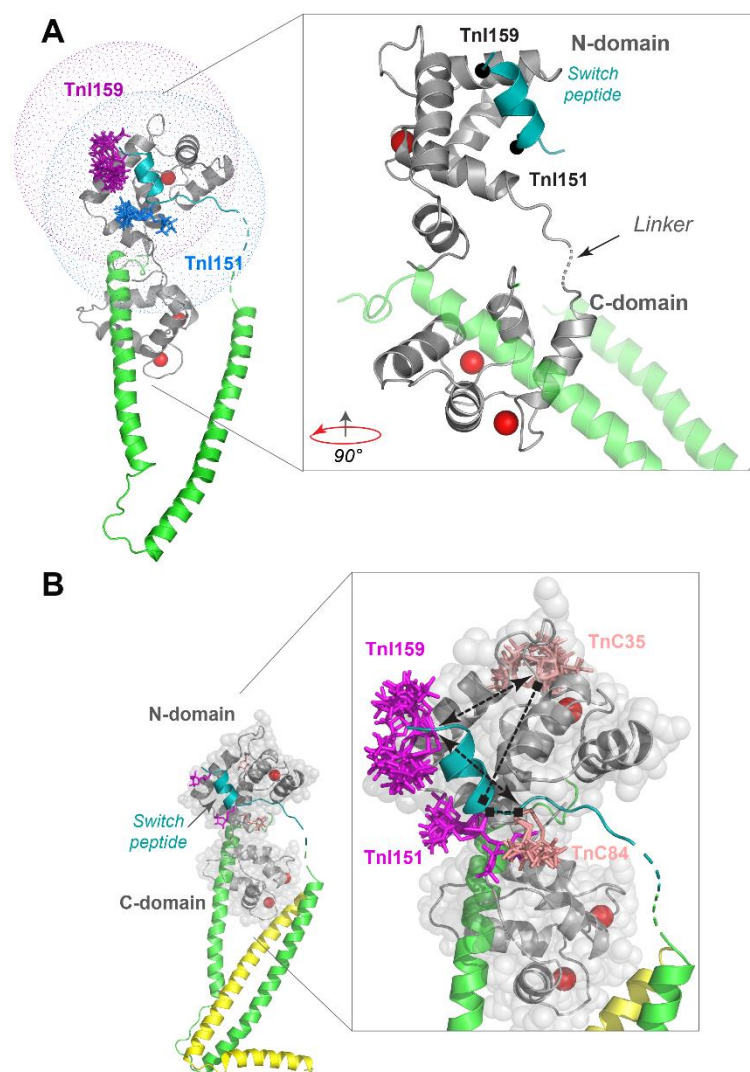 A
TnI159
TnI151
TnI159
N-domain
Switch
peptide
TnI151
Linker
C-domain
90°
B
N-domain
Switch
peptide
C-domain
TnI159
TnC35
TnI151
TnC84